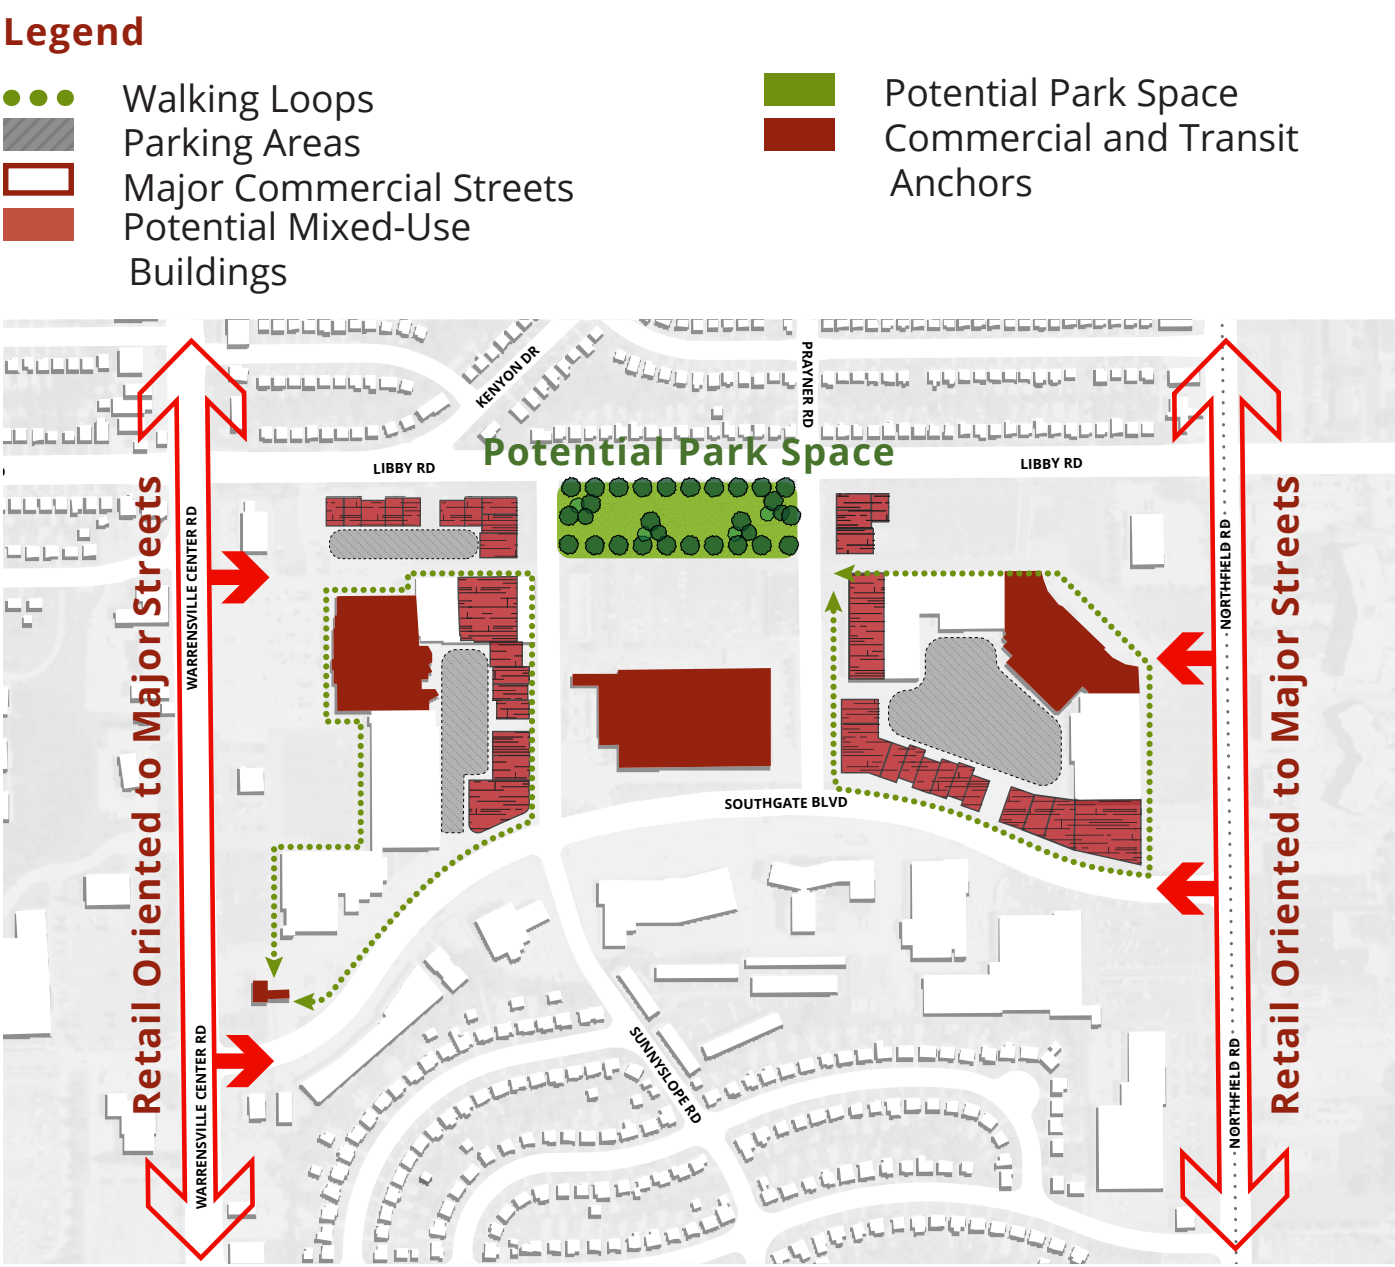 Legend
Walking Loops
Parking Areas
Major Commercial Streets
Potential Mixed-Use
Buildings
Potential Park Space
Commercial and Transit
Anchors
KENYON DR
PRAYNER RD
Potential Park Space
LIBBY RD
LIBBY RD
Retail Oriented to Major Streets
WARRENSVILLE CENTER RD
NORTHFIELD RD
Retail Oriented to Major Streets
SOUTHGATE BLVD
WARRENSVILLE CENTER RD
SUNNYSLOPE RD
NORTHFIELD RD